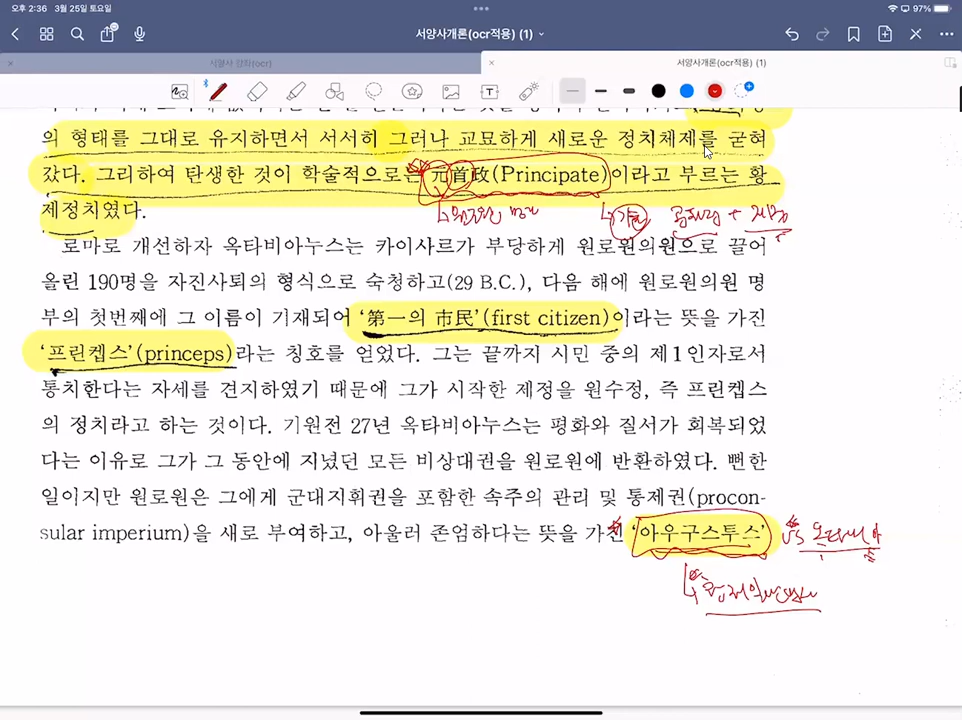 오후 2:36 3월 25일 토요일
97%
서양사개론(ocr적용) (1)
서양사 강좌(ocr)
서양사개론(ocr적용) (1)
의 형태를 그대로 유지하면서 서서히 그러나 교묘하게 새로운 정치체제를 굳혀
갔다. 그리하여 탄생한 것이 학술적으로는 元首政(Principate)이라고 부르는 황
제정치였다.
로마로 개선하자 옥타비아누스는 카이사르가 부당하게 원로원의원으로 끌어
올린 190명을 자진사퇴의 형식으로 숙청하고(29 B.C.), 다음 해에 원로원의원 명
부의 첫번째에 그 이름이 기재되어 ‘第一의 市民’(first citizen)이라는 뜻을 가진
‘프린켑스’(princeps)라는 칭호를 얻었다. 그는 끝까지 시민 중의 제1인자로서
통치한다는 자세를 견지하였기 때문에 그가 시작한 제정을 원수정, 즉 프린켑스
의 정치라고 하는 것이다. 기원전 27년 옥타비아누스는 평화와 질서가 회복되었
다는 이유로 그가 그 동안에 지녔던 모든 비상대권을 원로원에 반환하였다. 뻔한
일이지만 원로원은 그에게 군대지휘권을 포함한 속주의 관리 및 통제권(procon-
sular imperium)을 새로 부여하고, 아울러 존엄하다는 뜻을 가진 ‘아우구스투스’